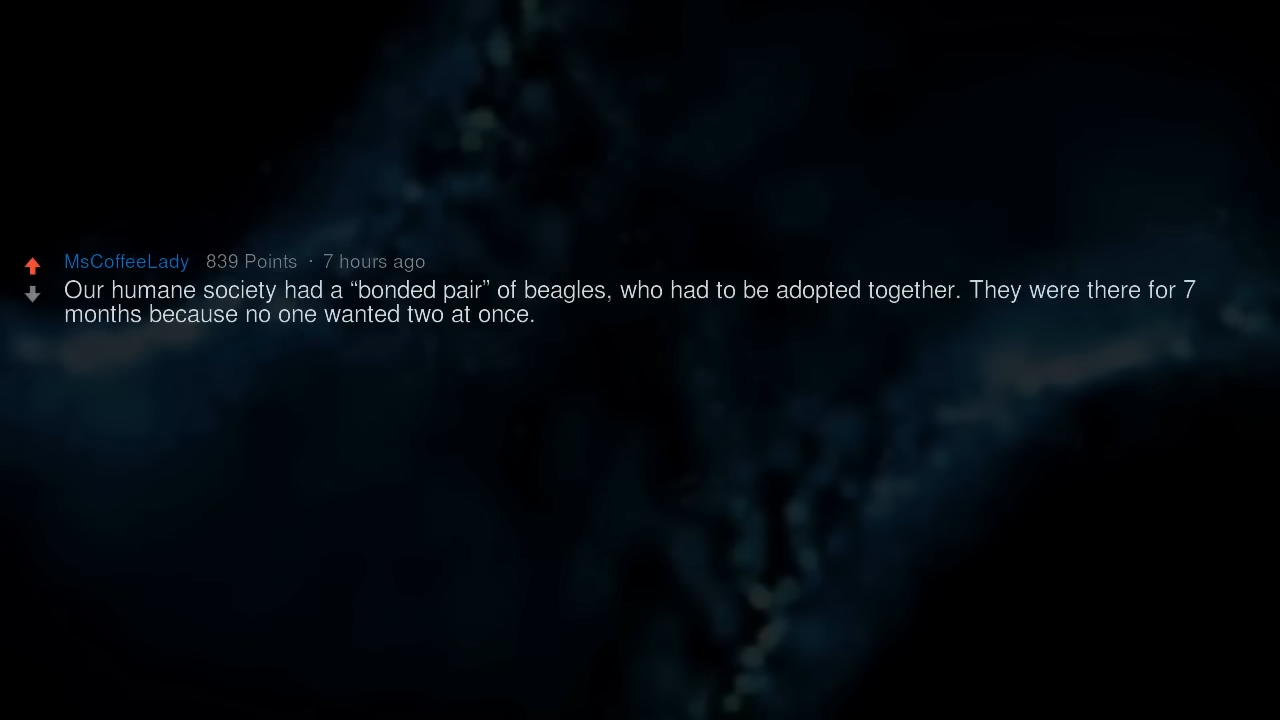 MsCoffeeLady 839 Points · 7 hours ago
Our humane society had a “bonded pair” of beagles, who had to be adopted together. They were there for 7
months because no one wanted two at once.